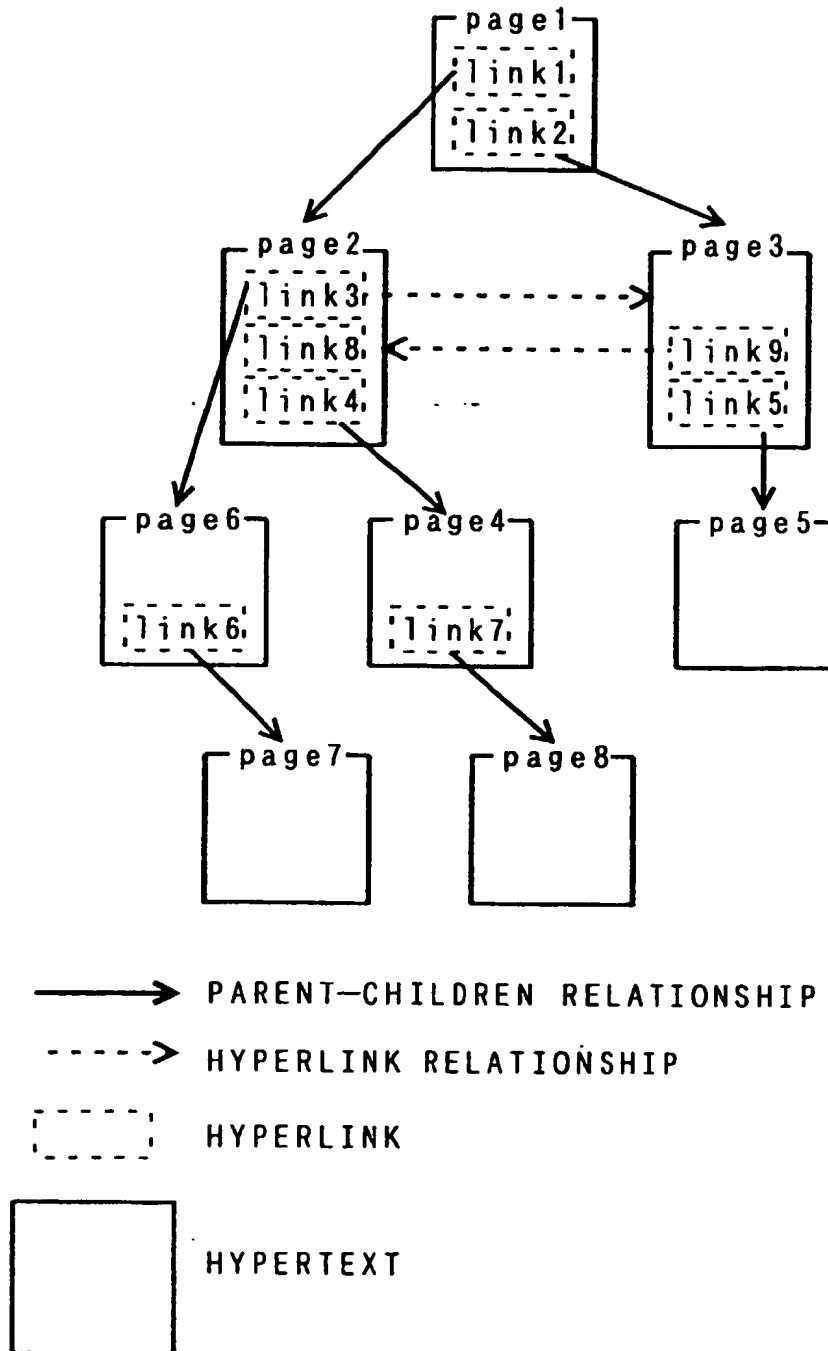 page1
link1
link2
page2
page3
link3
link8
link9
link4
link5
page6
page4
page5
link6
link7
page7
page8
PARENT—CHILDREN RELATIONSHIP
HYPERLINK RELATIONSHIP
HYPERLINK
HYPERTEXT